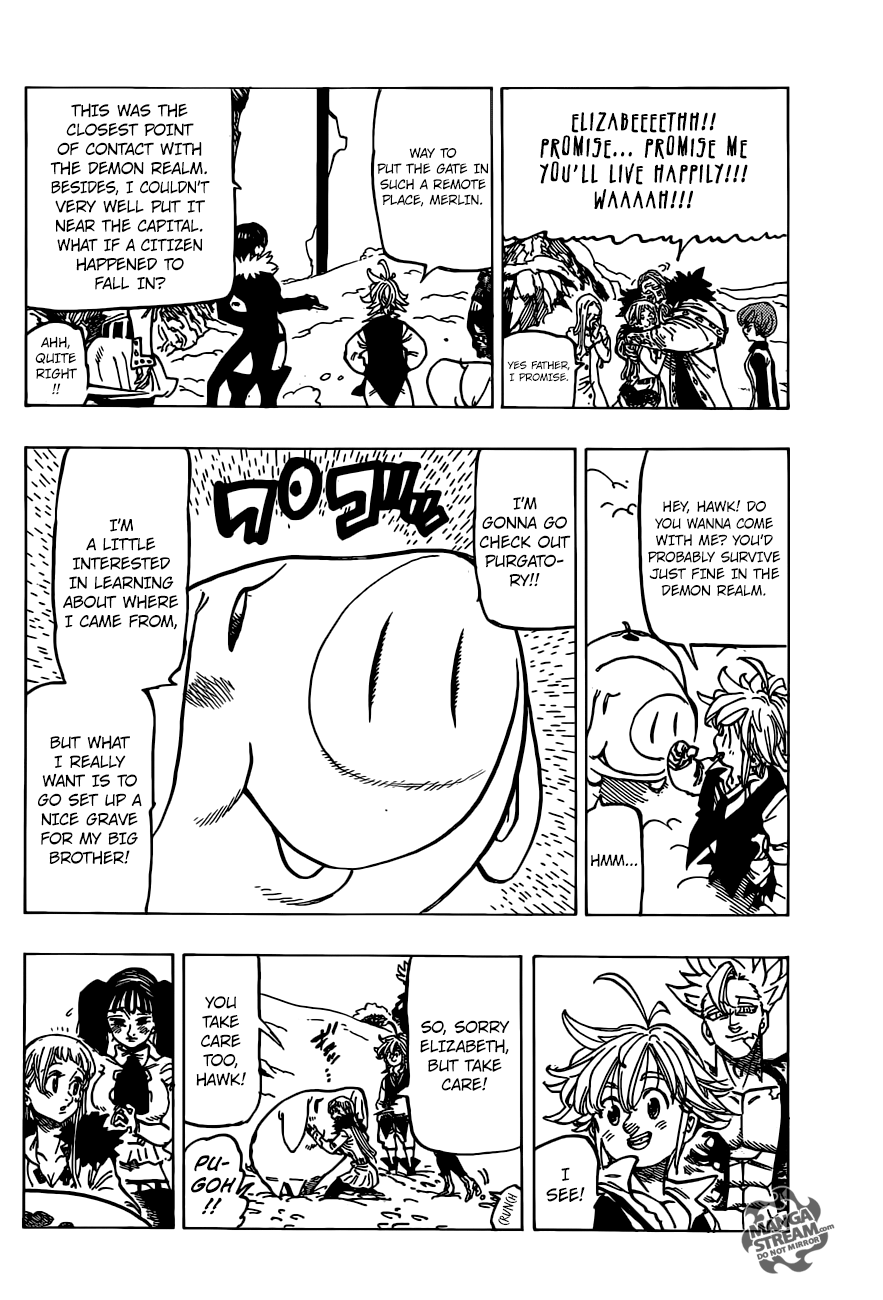 ELIZABEEEETHH!!
PROMISE... PROMISE ME
YOU'LL LIVE HAPPILY!!!
WAAAAH!!!
YES FATHER,
I PROMISE.
WAY TO
PUT THE GATE IN
SUCH A REMOTE
PLACE, MERLIN.
THIS WAS THE
CLOSEST POINT
OF CONTACT WITH
THE DEMON REALM.
BESIDES, I COULDN'T
VERY WELL PUT IT
NEAR THE CAPITAL.
WHAT IF A CITIZEN
HAPPENED TO
FALL IN?
AHH,
QUITE
RIGHT
!!
HEY, HAWK! DO
YOU WANNA COME
WITH ME? YOU'D
PROBABLY SURVIVE
JUST FINE IN THE
DEMON REALM.
HMM...
I'M
GONNA GO
CHECK OUT
PURGATO-
RY!!
I'M
A LITTLE
INTERESTED
IN LEARNING
ABOUT WHERE
I CAME FROM,
BUT WHAT
I REALLY
WANT IS TO
GO SET UP A
NICE GRAVE
FOR MY BIG
BROTHER!
I
SEE!
SO, SORRY
ELIZABETH,
BUT TAKE
CARE!
CRUNCH
YOU
TAKE
CARE
TOO,
HAWK!
PU-
GOH
!!
MANGA
STREAM.com
DO NOT MIRROR